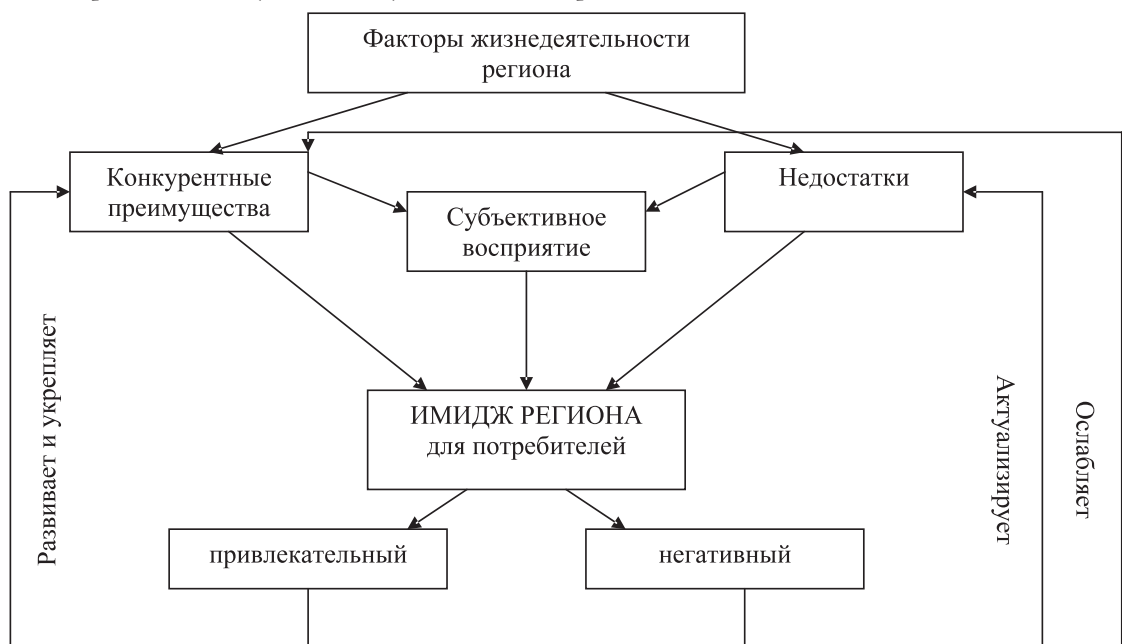 Факторы жизнедеятельности
региона
Конкурентные
преимущества
Недостатки
Субъективное
восприятие
ИМИДЖ РЕГИОНА
для потребителей
Развивает и укрепляет
Актуализирует
Ослабляет
привлекательный
негативный